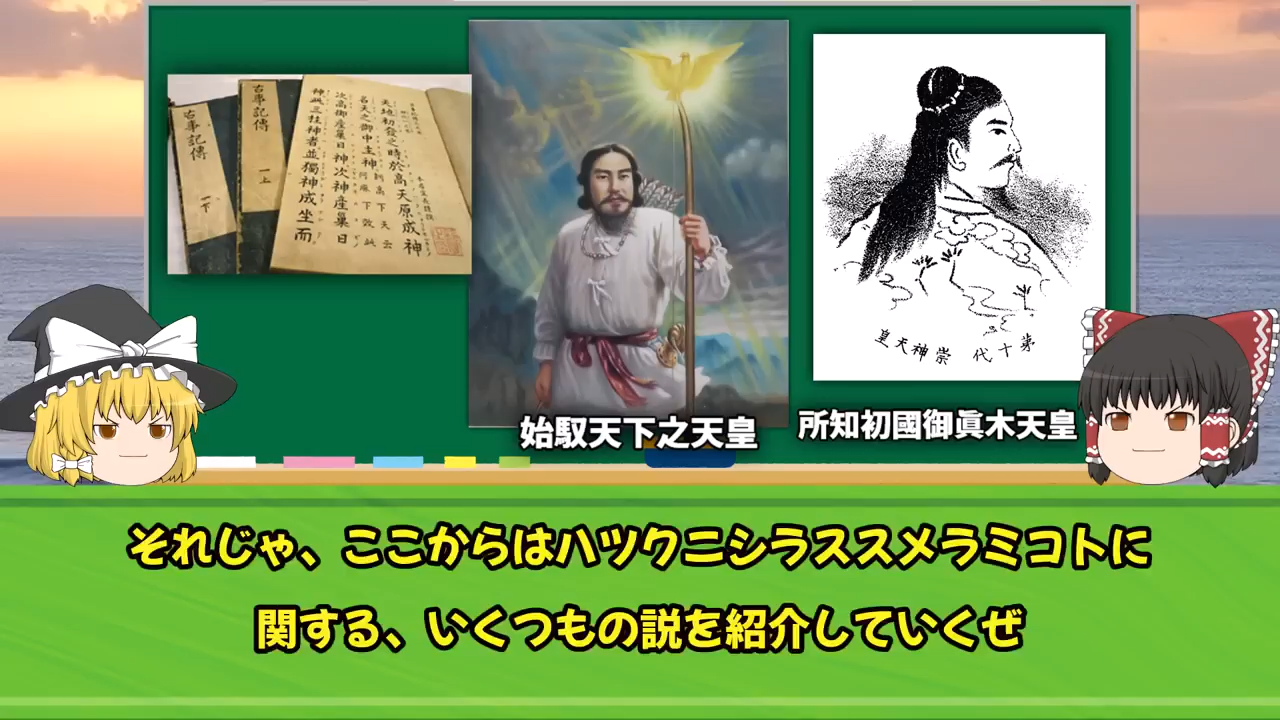 古事記傳 一下
古事記傳 一上
天地初發之時於高天原成神
名天之御中主神訓高下天云
次高御産巣日神次神産巣日
神此三柱神者並獨神成坐而
第十代 崇神天皇
始馭天下之天皇
所知初國御眞木天皇
それじゃ、ここからはハツクニシラススメラミコトに
関する、いくつもの説を紹介していくぜ